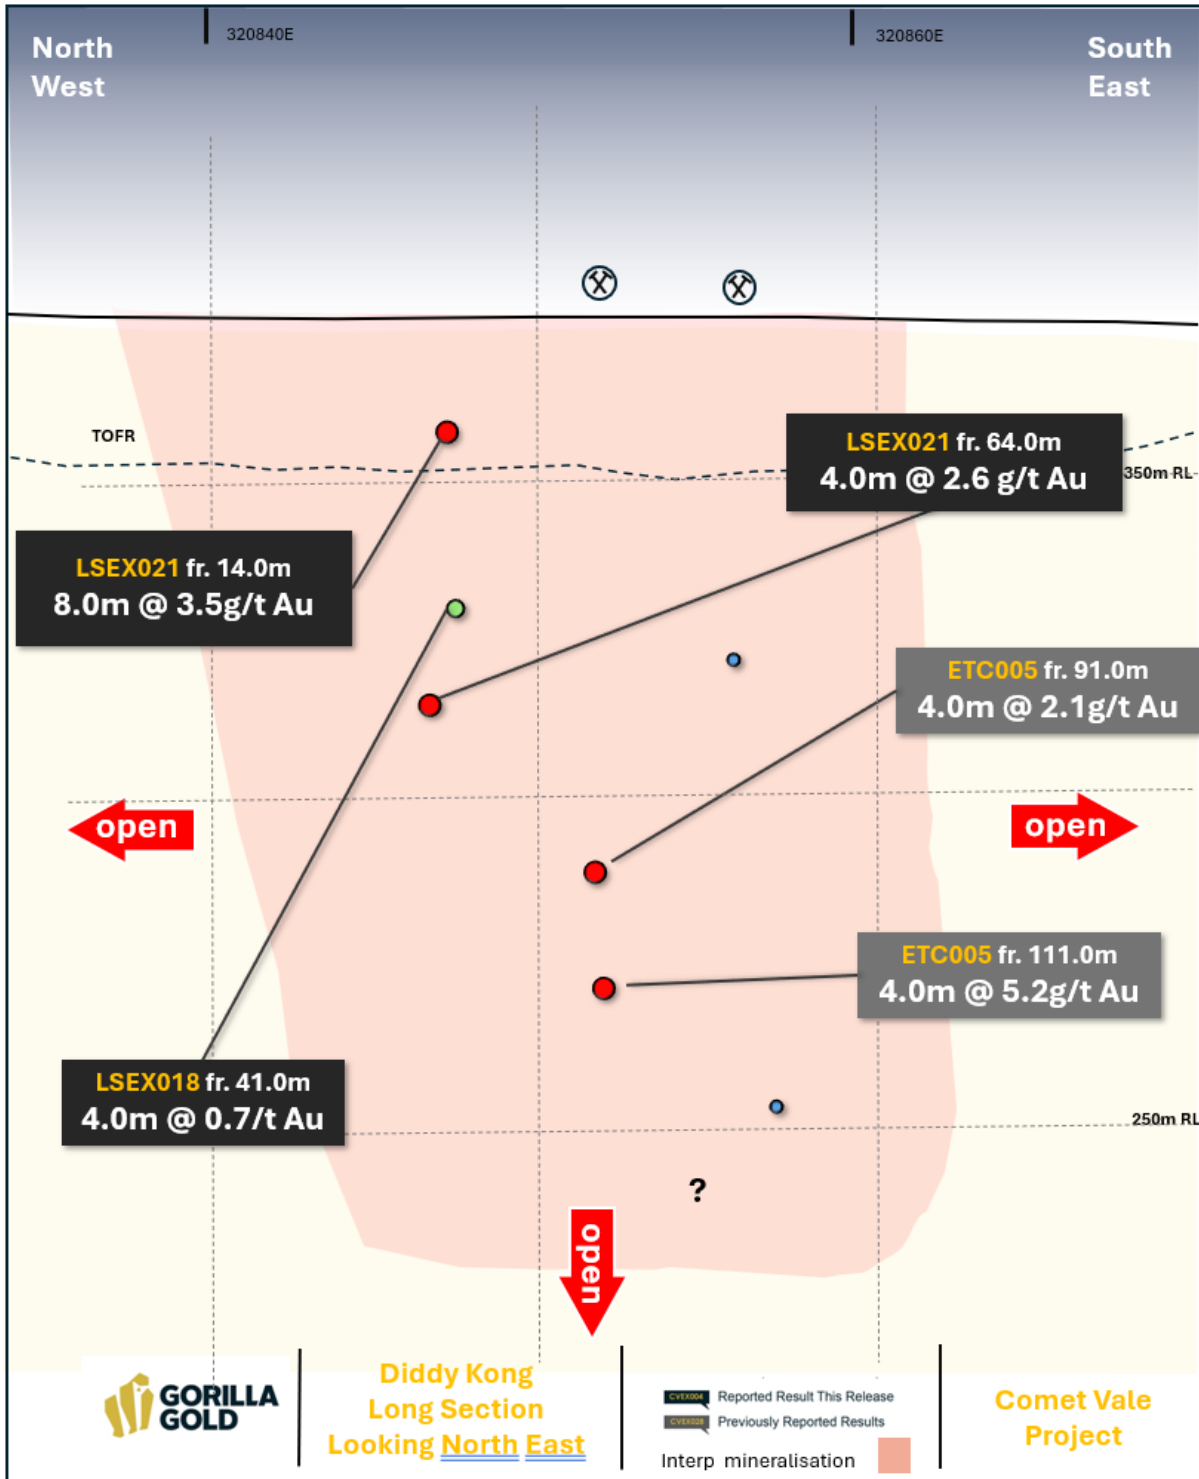 320840E
320860E
North
West
South
East
TOFR
LSEX021 fr. 64.0m
4.0m @ 2.6 g/t Au
350m RL
LSEX021 fr. 14.0m
8.0m @ 3.5g/t Au
ETC005 fr. 91.0m
4.0m @ 2.1g/t Au
open
open
ETC005 fr. 111.0m
4.0m @ 5.2g/t Au
LSEX018 fr. 41.0m
4.0m @ 0.7/t Au
250m RL
?
open
GORILLA
GOLD
Diddy Kong
Long Section
Looking North East
CVEX004 Reported Result This Release
CVEX028 Previously Reported Results
Interp mineralisation
Comet Vale
Project